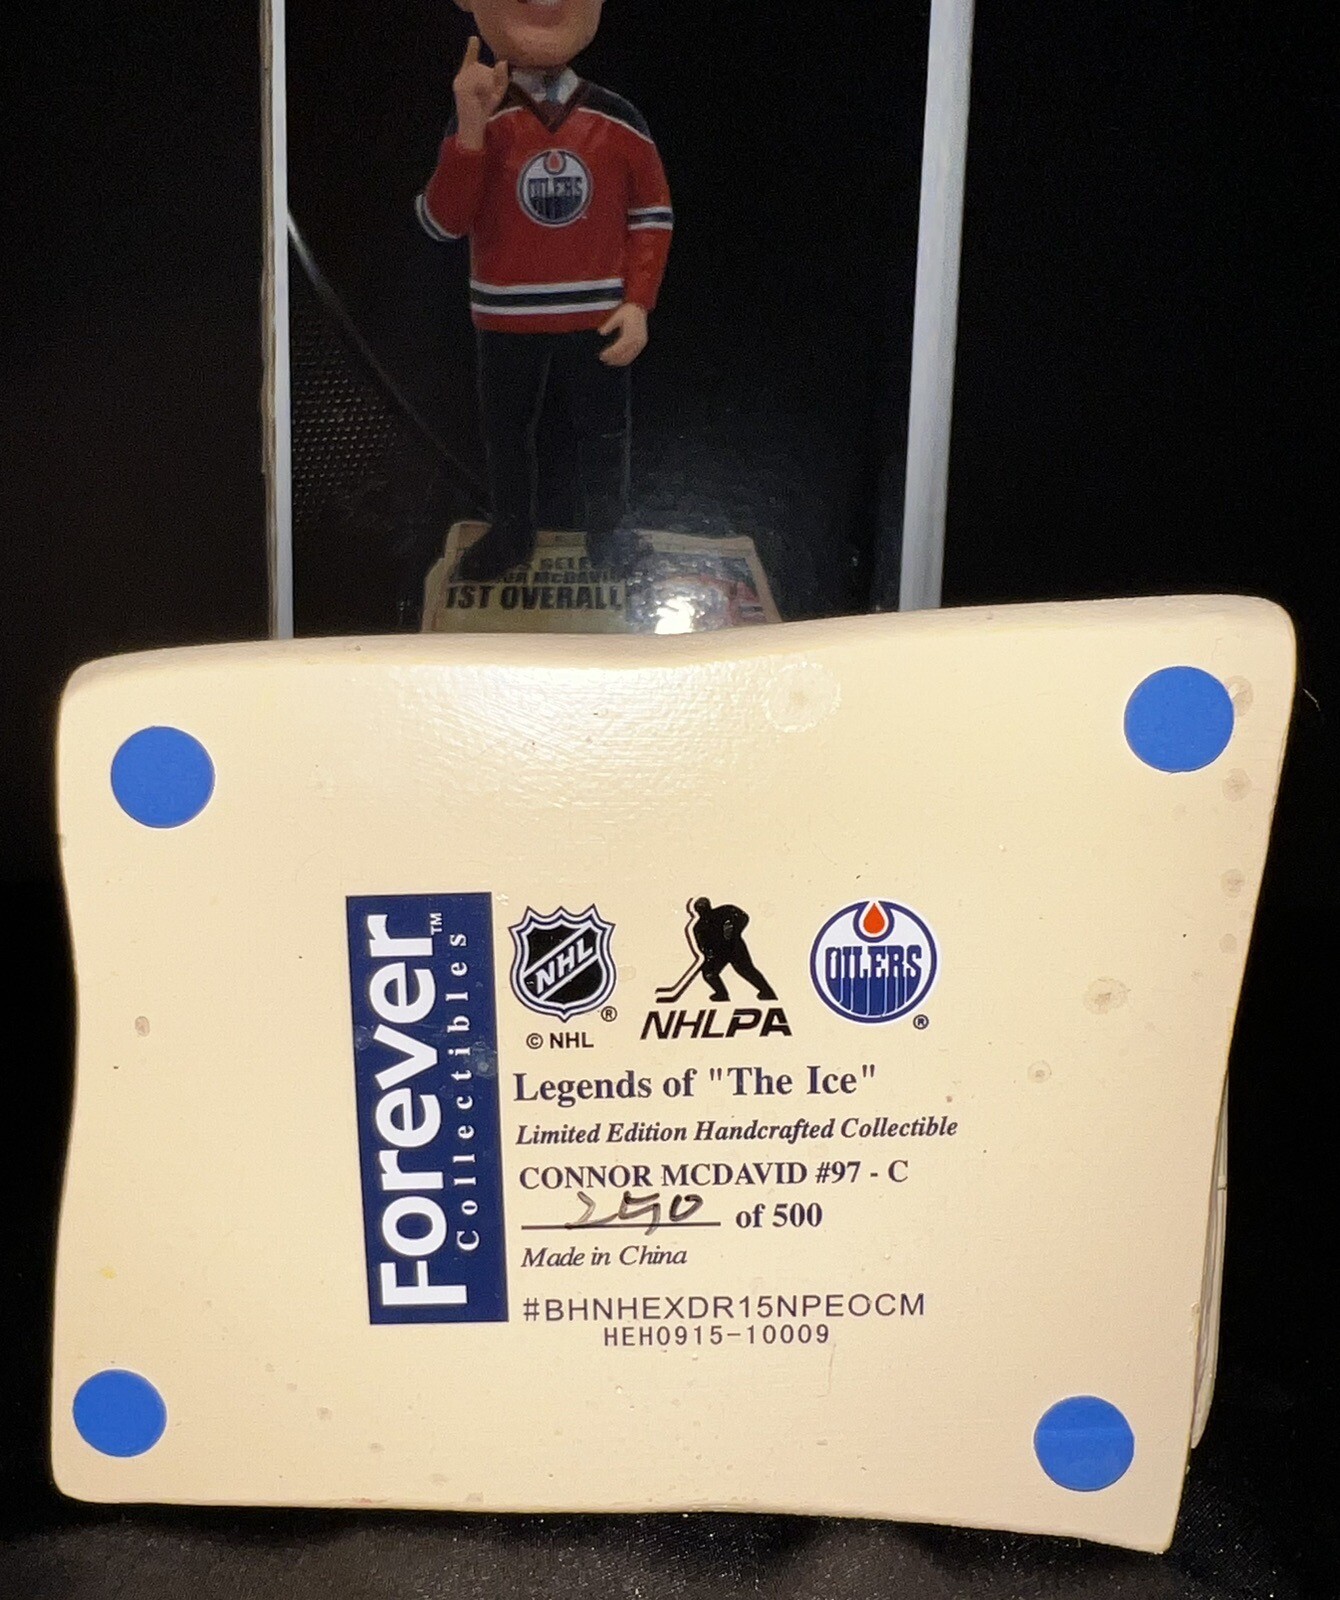 OILERS
1ST OVERALL
Forever™
Collectibles
NHL
®
© NHL
NHLPA
OILERS
®
Legends of "The Ice"
Limited Edition Handcrafted Collectible
CONNOR MCDAVID #97 - C
250 of 500
Made in China
#BHNHEXDR15NPEOCM
HEH0915-10009